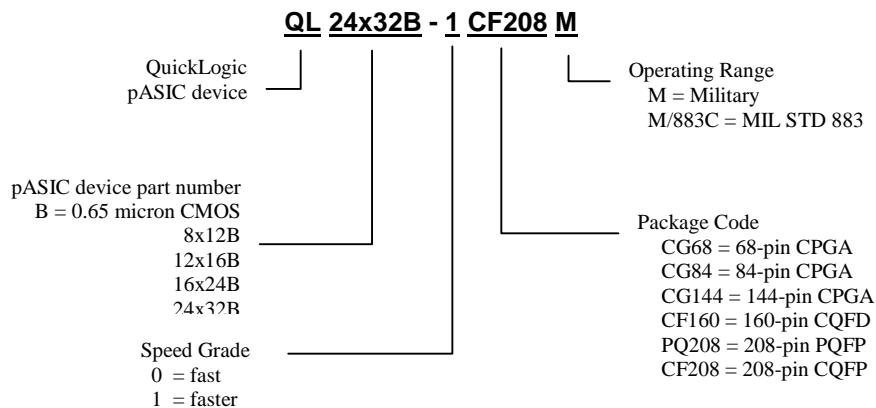 QL 24x32B - 1 CF208 M
QuickLogic
pASIC device
Operating Range
M = Military
M/883C = MIL STD 883
pASIC device part number
B = 0.65 micron CMOS
8x12B
12x16B
16x24B
24x32B
Package Code
CG68 = 68-pin CPGA
CG84 = 84-pin CPGA
CG144 = 144-pin CPGA
CF160 = 160-pin CQFD
PQ208 = 208-pin PQFP
CF208 = 208-pin CQFP
Speed Grade
0 = fast
1 = faster